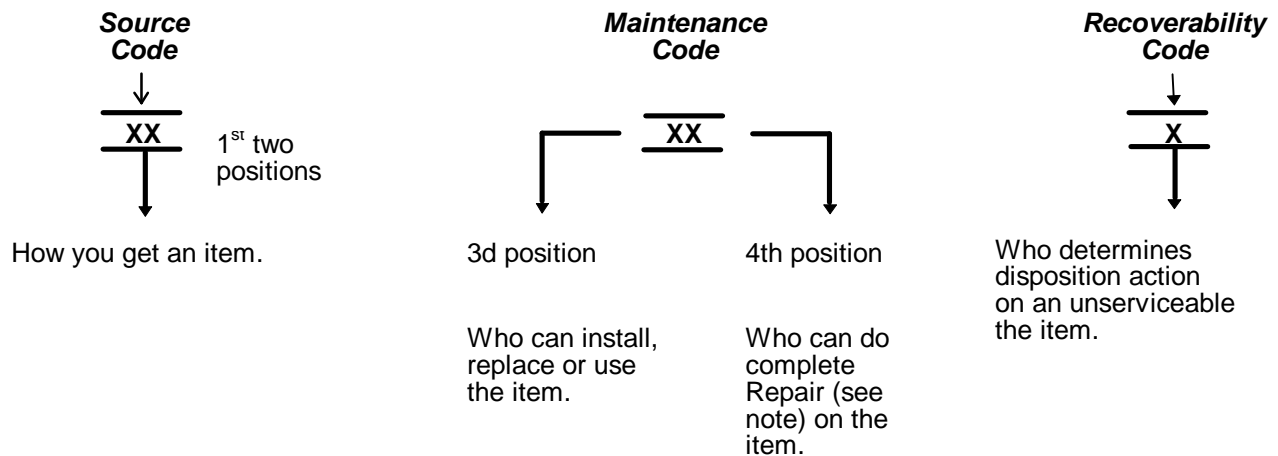 Source
Code
XX
1st two
positions
How you get an item.
Maintenance
Code
XX
3d position
Who can install,
replace or use
the item.
4th position
Who can do
complete
Repair (see
note) on the
item.
Recoverability
Code
X
Who determines
disposition action
on an unserviceable
the item.